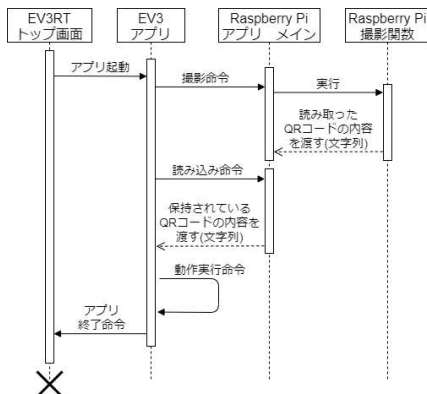 EV3RT
トップ画面
EV3
アプリ
Raspberry Pi
アプリ　メイン
Raspberry Pi
撮影関数
アプリ起動
撮影命令
実行
読み取った
QRコードの内容
を渡す(文字列)
読み込み命令
保持されている
QRコードの内容を
渡す(文字列)
動作実行命令
アプリ
終了命令